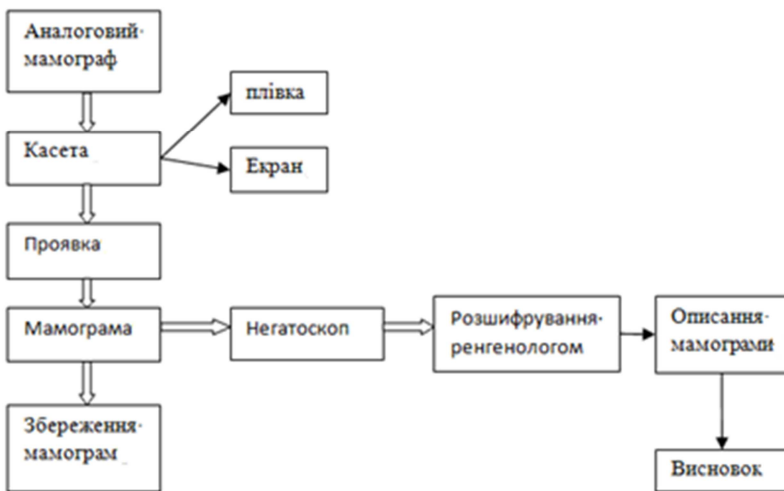 Аналоговий·
мамограф
плівка
Касета
Екран
Проявка
Мамограма
Негатоскоп
Розшифрування·
ренгенологом
Описання·
мамограми
Збереження·
мамограм
Висновок